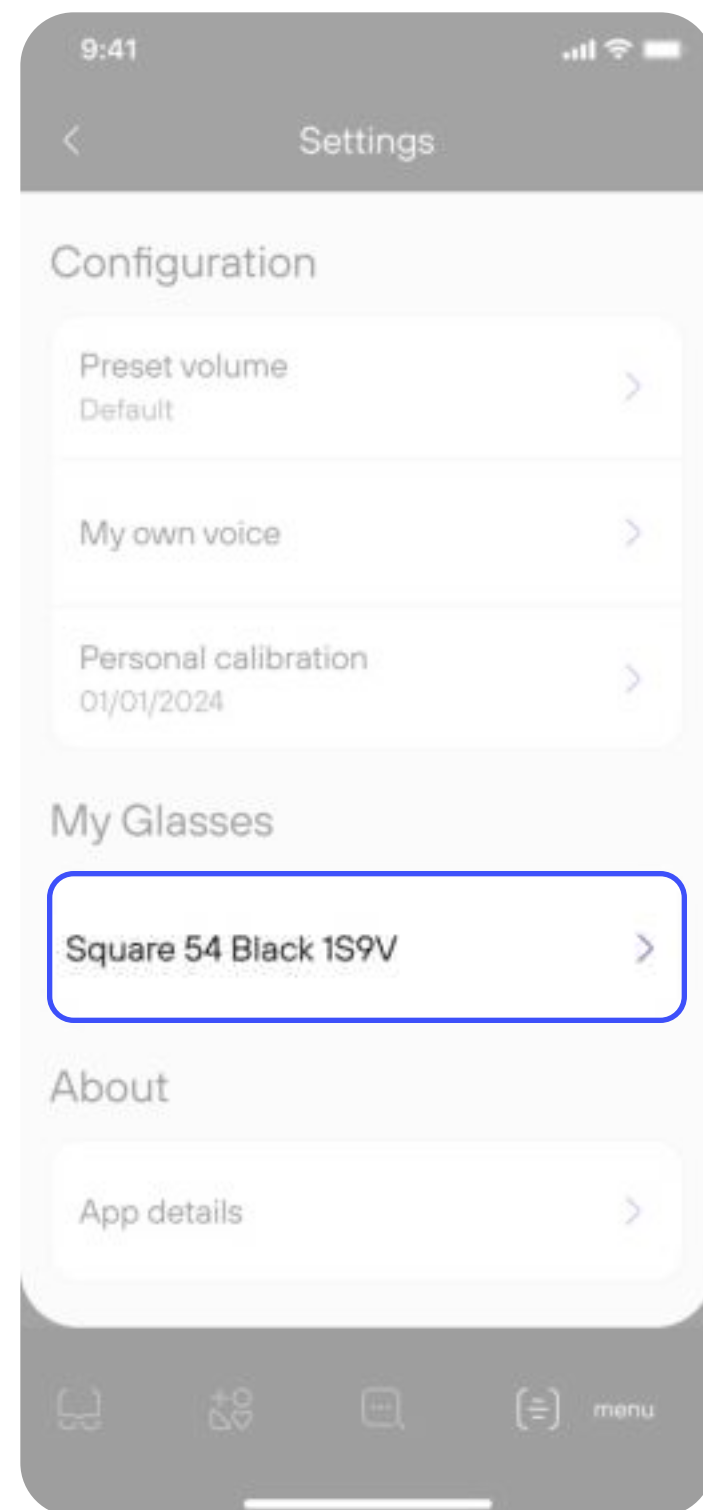 9:41
Settings
Configuration
Preset volume
Default
My own voice
Personal calibration
01/01/2024
My Glasses
Square 54 Black 1S9V
About
App details
menu